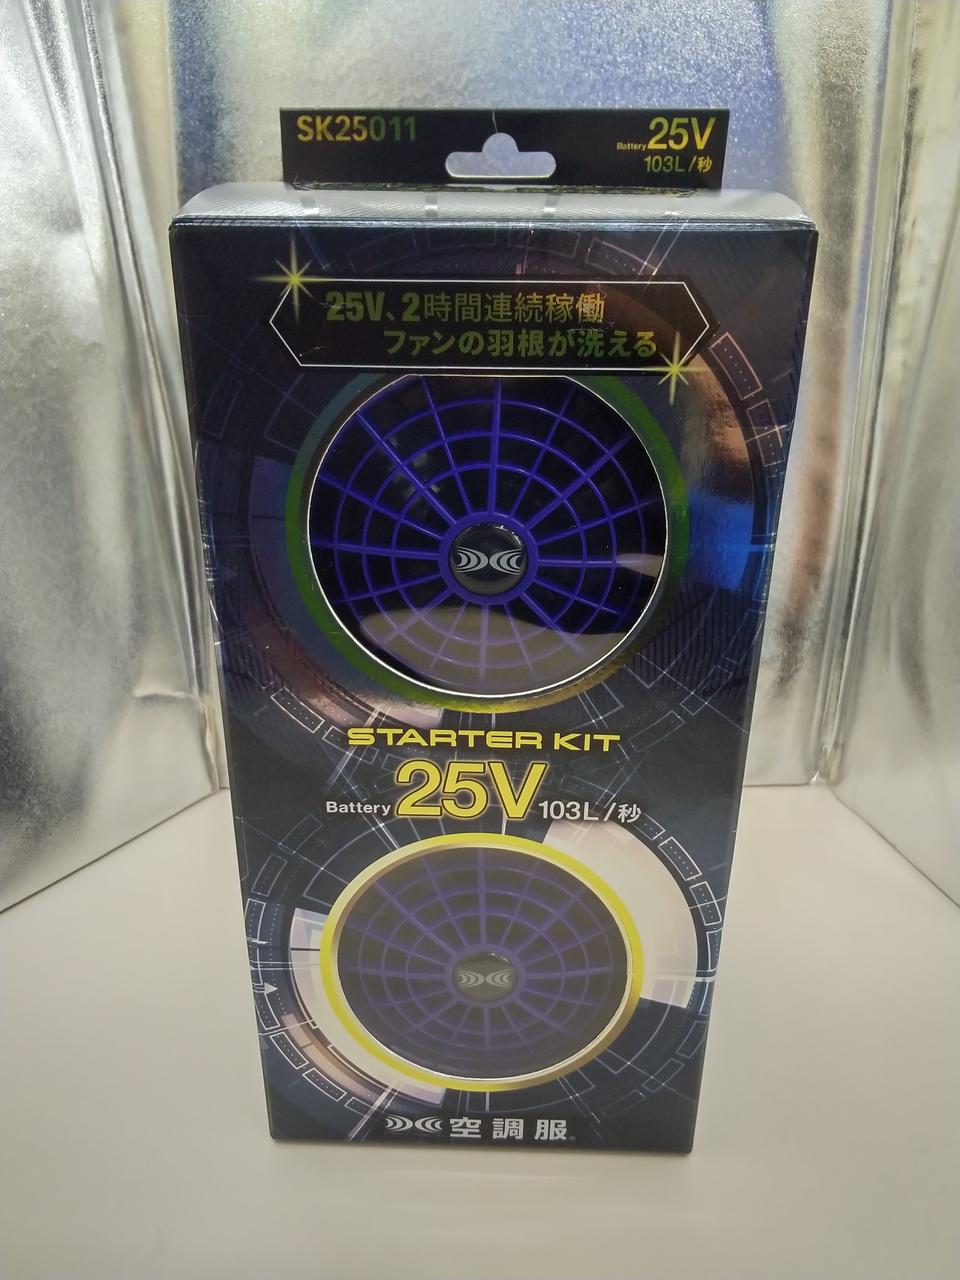 SK25011
Battery 25V
103L/秒
25V、2時間連続稼働
ファンの羽根が洗える
STARTER KIT
Battery 25V 103L/秒
空調服®